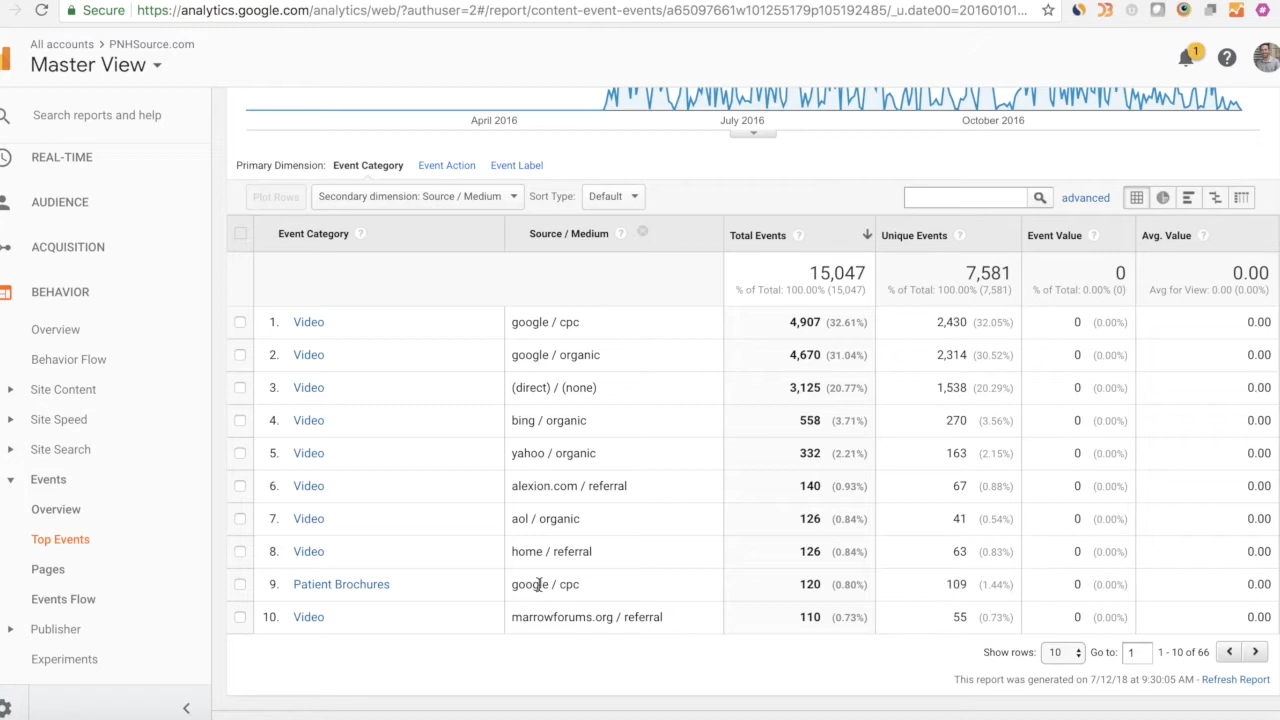 Secure https://analytics.google.com/analytics/web/?authuser=2#/report/content-event-events/a65097661w101255179p105192485/_u.date00=20160101...
All accounts > PNHSource.com
Master View
1
Search reports and help
REAL-TIME
AUDIENCE
ACQUISITION
BEHAVIOR
Overview
Behavior Flow
Site Content
Site Speed
Site Search
Events
Overview
Top Events
Pages
Events Flow
Publisher
Experiments
April 2016 July 2016 October 2016
Primary Dimension: Event Category Event Action Event Label
Plot Rows Secondary dimension: Source / Medium Sort Type: Default advanced
Event Category Source / Medium Total Events Unique Events Event Value Avg. Value
15,047 7,581 0 0.00
% of Total: 100.00% (15,047) % of Total: 100.00% (7,581) % of Total: 0.00% (0) Avg for View: 0.00 (0.00%)
1. Video google / cpc 4,907 (32.61%) 2,430 (32.05%) 0 (0.00%) 0.00
2. Video google / organic 4,670 (31.04%) 2,314 (30.52%) 0 (0.00%) 0.00
3. Video (direct) / (none) 3,125 (20.77%) 1,538 (20.29%) 0 (0.00%) 0.00
4. Video bing / organic 558 (3.71%) 270 (3.56%) 0 (0.00%) 0.00
5. Video yahoo / organic 332 (2.21%) 163 (2.15%) 0 (0.00%) 0.00
6. Video alexion.com / referral 140 (0.93%) 67 (0.88%) 0 (0.00%) 0.00
7. Video aol / organic 126 (0.84%) 41 (0.54%) 0 (0.00%) 0.00
8. Video home / referral 126 (0.84%) 63 (0.83%) 0 (0.00%) 0.00
9. Patient Brochures google / cpc 120 (0.80%) 109 (1.44%) 0 (0.00%) 0.00
10. Video marrowforums.org / referral 110 (0.73%) 55 (0.73%) 0 (0.00%) 0.00
Show rows: 10 Go to: 1 1 - 10 of 66
This report was generated on 7/12/18 at 9:30:05 AM - Refresh Report